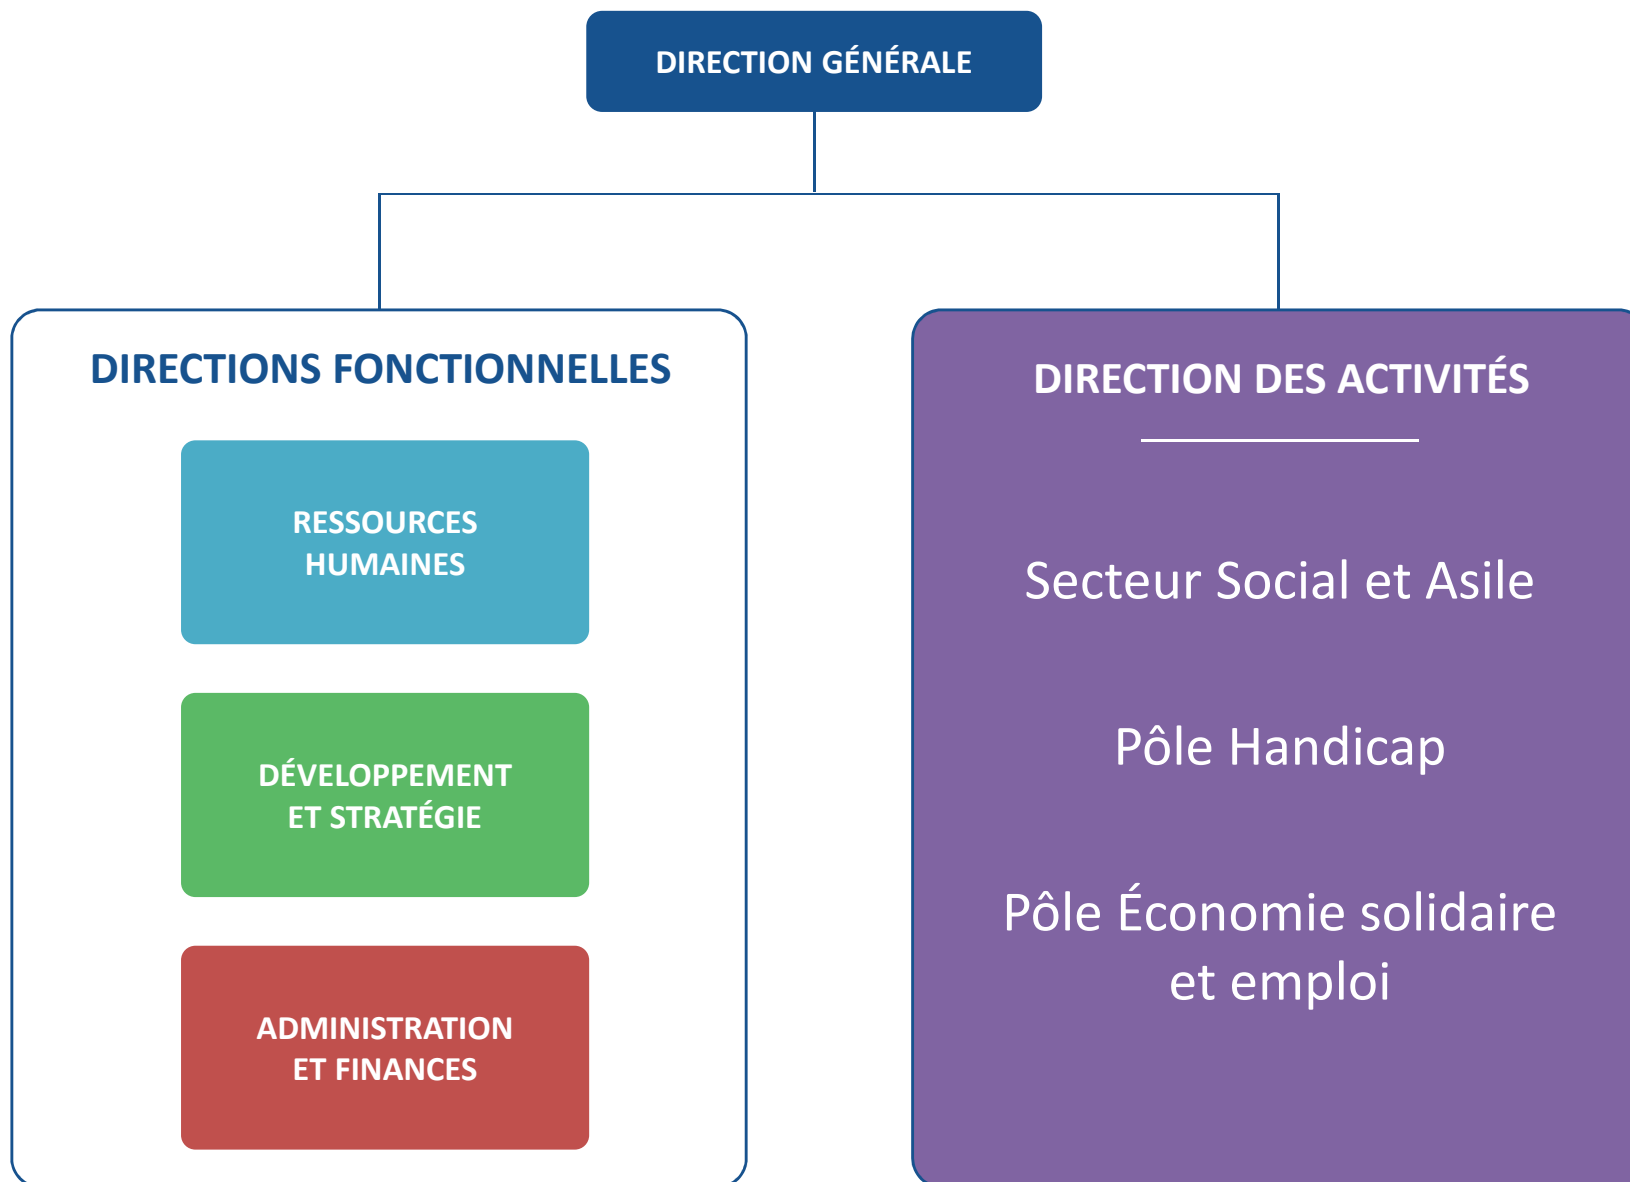 DIRECTION GÉNÉRALE
DIRECTIONS FONCTIONNELLES
RESSOURCES
HUMAINES
DÉVELOPPEMENT
ET STRATÉGIE
ADMINISTRATION
ET FINANCES
DIRECTION DES ACTIVITÉS
Secteur Social et Asile
Pôle Handicap
Pôle Économie solidaire
et emploi